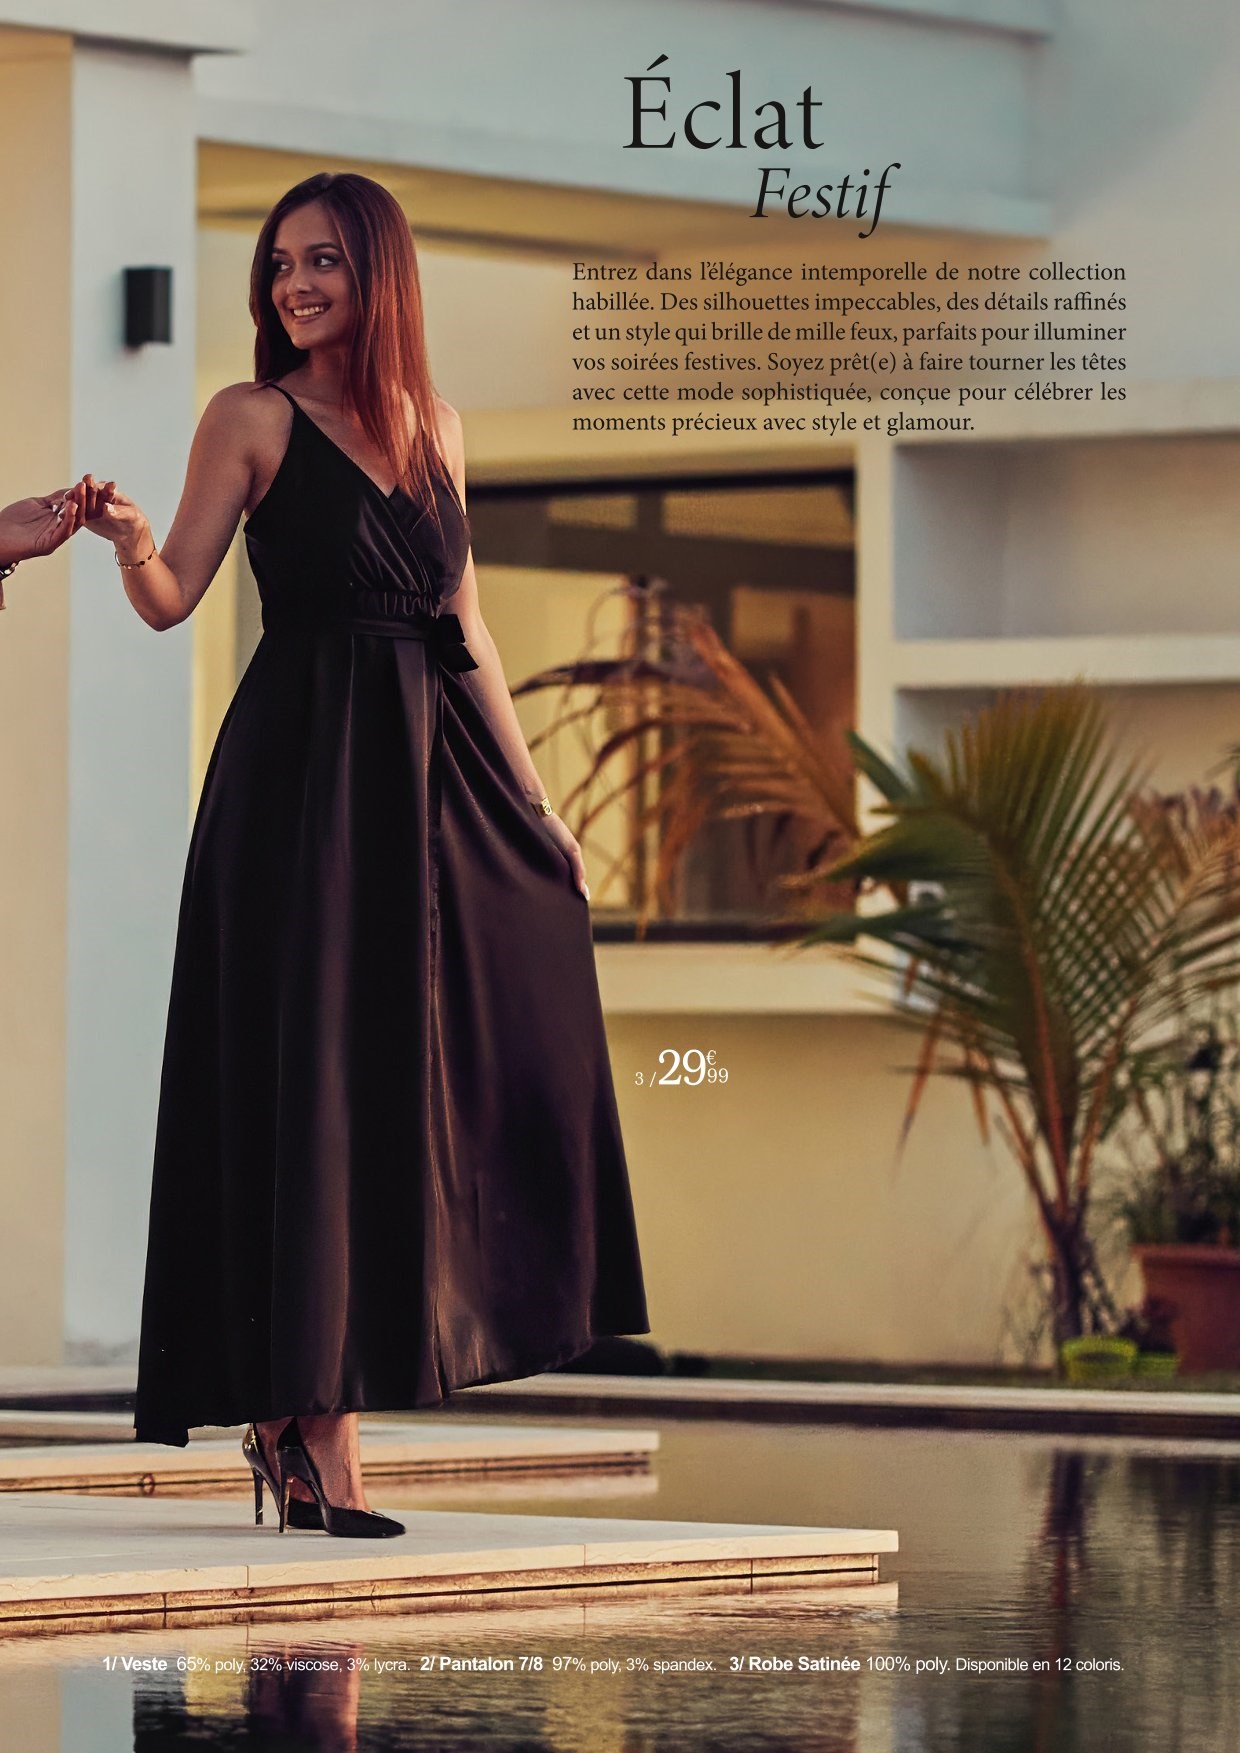 Éclat
Festif
Entrez dans l'élégance intemporelle de notre collection
habillée. Des silhouettes impeccables, des détails raffinés
et un style qui brille de mille feux, parfaits pour illuminer
vos soirées festives. Soyez prêt(e) à faire tourner les têtes
avec cette mode sophistiquée, conçue pour célébrer les
moments précieux avec style et glamour.
3 / 29€99
1/ Veste 65% poly, 32% viscose, 3% lycra. 2/ Pantalon 7/8 97% poly, 3% spandex. 3/ Robe Satinée 100% poly. Disponible en 12 coloris.